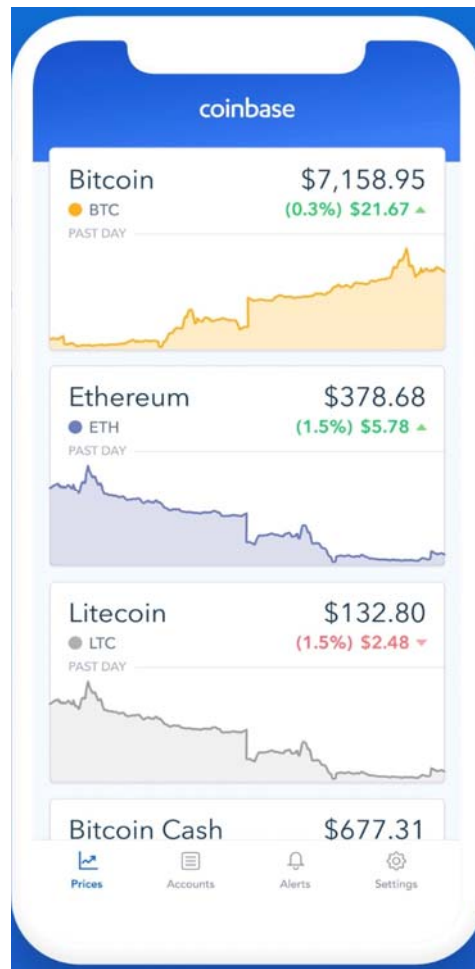 coinbase
Bitcoin $7,158.95
BTC (0.3%) $21.67
PAST DAY
Ethereum $378.68
ETH (1.5%) $5.78
PAST DAY
Litecoin $132.80
LTC (1.5%) $2.48
PAST DAY
Bitcoin Cash $677.31
Prices Accounts Alerts Settings